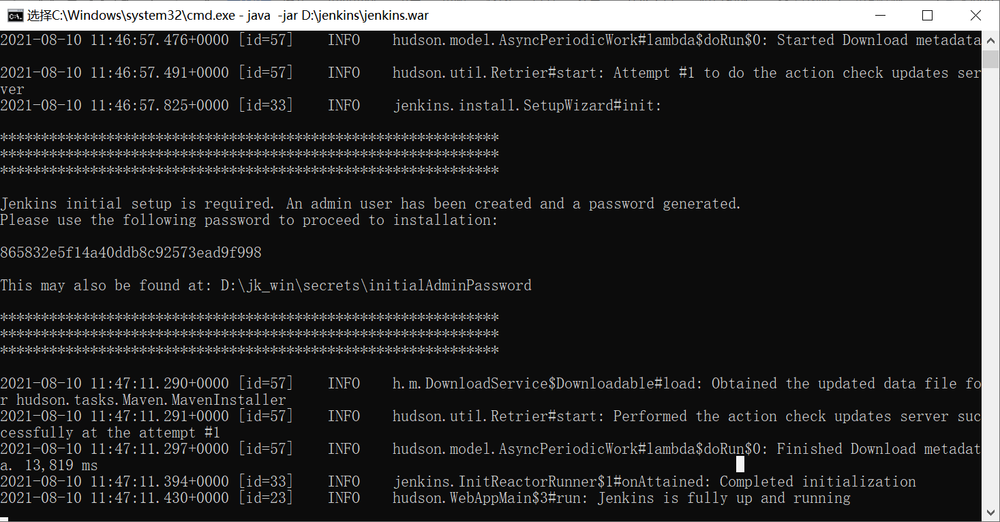 选择C:\Windows\system32\cmd.exe - java  -jar D:\jenkins\jenkins.war
2021-08-10 11:46:57.476+0000 [id=57]    INFO    hudson.model.AsyncPeriodicWork#lambda$doRun$0: Started Download metadata
2021-08-10 11:46:57.491+0000 [id=57]    INFO    hudson.util.Retrier#start: Attempt #1 to do the action check updates ser
ver
2021-08-10 11:46:57.825+0000 [id=33]    INFO    jenkins.install.SetupWizard#init:
*************************************************************
*************************************************************
*************************************************************
Jenkins initial setup is required. An admin user has been created and a password generated.
Please use the following password to proceed to installation:
865832e5f14a40ddb8c92573ead9f998
This may also be found at: D:\jk_win\secrets\initialAdminPassword
*************************************************************
*************************************************************
*************************************************************
2021-08-10 11:47:11.290+0000 [id=57]    INFO    h.m.DownloadService$Downloadable#load: Obtained the updated data file fo
r hudson.tasks.Maven.MavenInstaller
2021-08-10 11:47:11.291+0000 [id=57]    INFO    hudson.util.Retrier#start: Performed the action check updates server suc
cessfully at the attempt #1
2021-08-10 11:47:11.297+0000 [id=57]    INFO    hudson.model.AsyncPeriodicWork#lambda$doRun$0: Finished Download metadat
a. 13,819 ms
2021-08-10 11:47:11.394+0000 [id=33]    INFO    jenkins.InitReactorRunner$1#onAttained: Completed initialization
2021-08-10 11:47:11.430+0000 [id=23]    INFO    hudson.WebAppMain$3#run: Jenkins is fully up and running